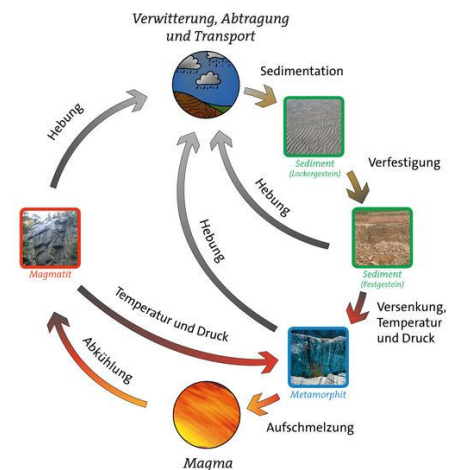 Verwitterung, Abtragung
und Transport
Sedimentation
Hebung
Sediment
(Lockergestein)
Verfestigung
Hebung
Hebung
Magmatit
Sediment
(Festgestein)
Temperatur und Druck
Versenkung,
Temperatur
und Druck
Abkühlung
Metamorphit
Aufschmelzung
Magma